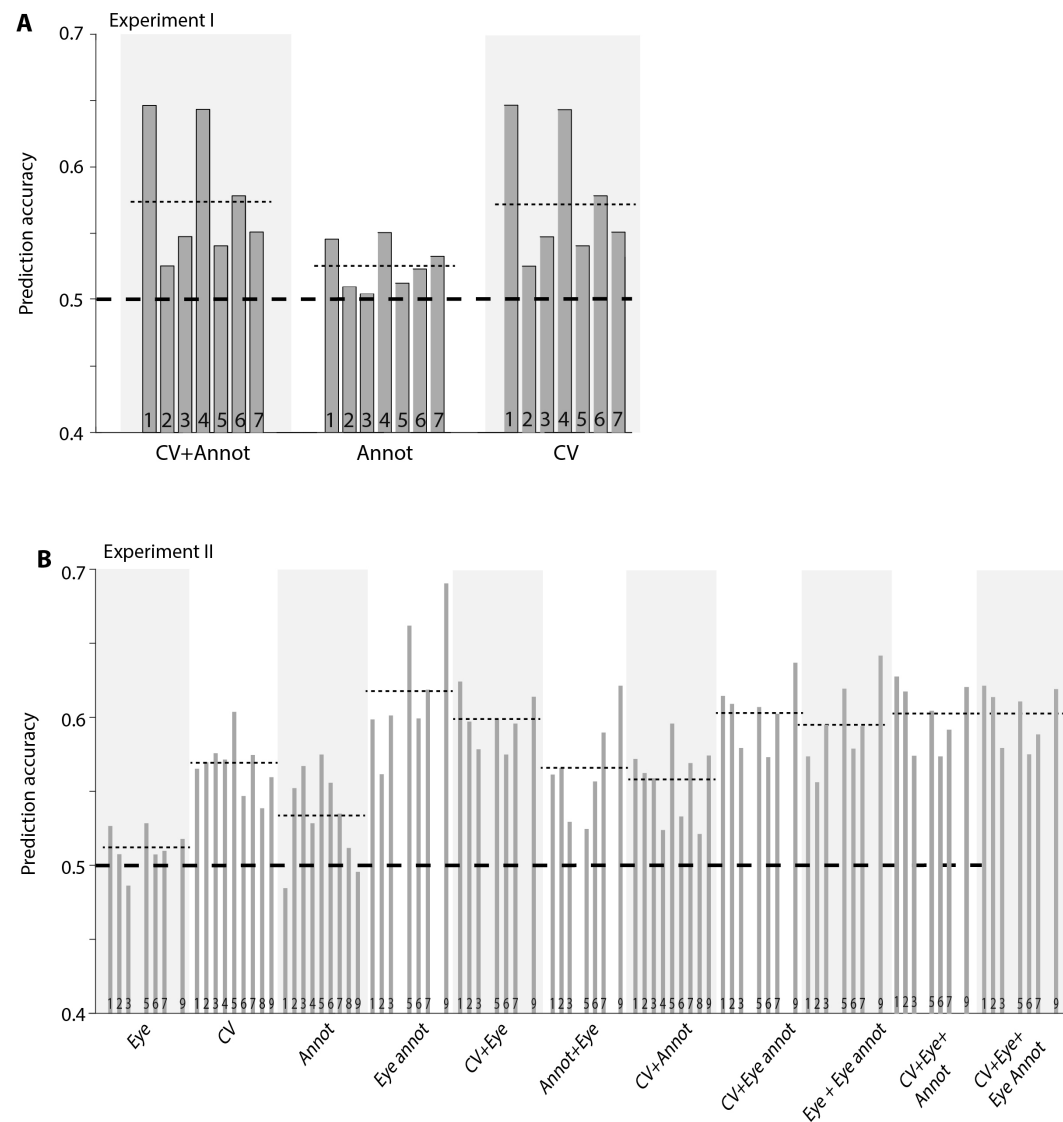 A
Experiment I
0.7
0.6
0.5
0.4
Prediction accuracy
1 2 3 4 5 6 7
1 2 3 4 5 6 7
1 2 3 4 5 6 7
CV+Annot
Annot
CV
B
Experiment II
0.7
0.6
0.5
0.4
Prediction accuracy
1 2 3 5 6 7 9
1 2 3 4 5 6 7 8 9
1 2 3 4 5 6 7 8 9
1 2 3 5 6 7 9
1 2 3 5 6 7 9
1 2 3 5 6 7 9
1 2 3 4 5 6 7 8 9
1 2 3 5 6 7 9
1 2 3 5 6 7 9
1 2 3 5 6 7 9
1 2 3 5 6 7 9
Eye
CV
Annot
Eye annot
CV+Eye
Annot+Eye
CV+Annot
CV+Eye annot
Eye + Eye annot
CV+Eye+
Annot
CV+Eye+
Eye Annot